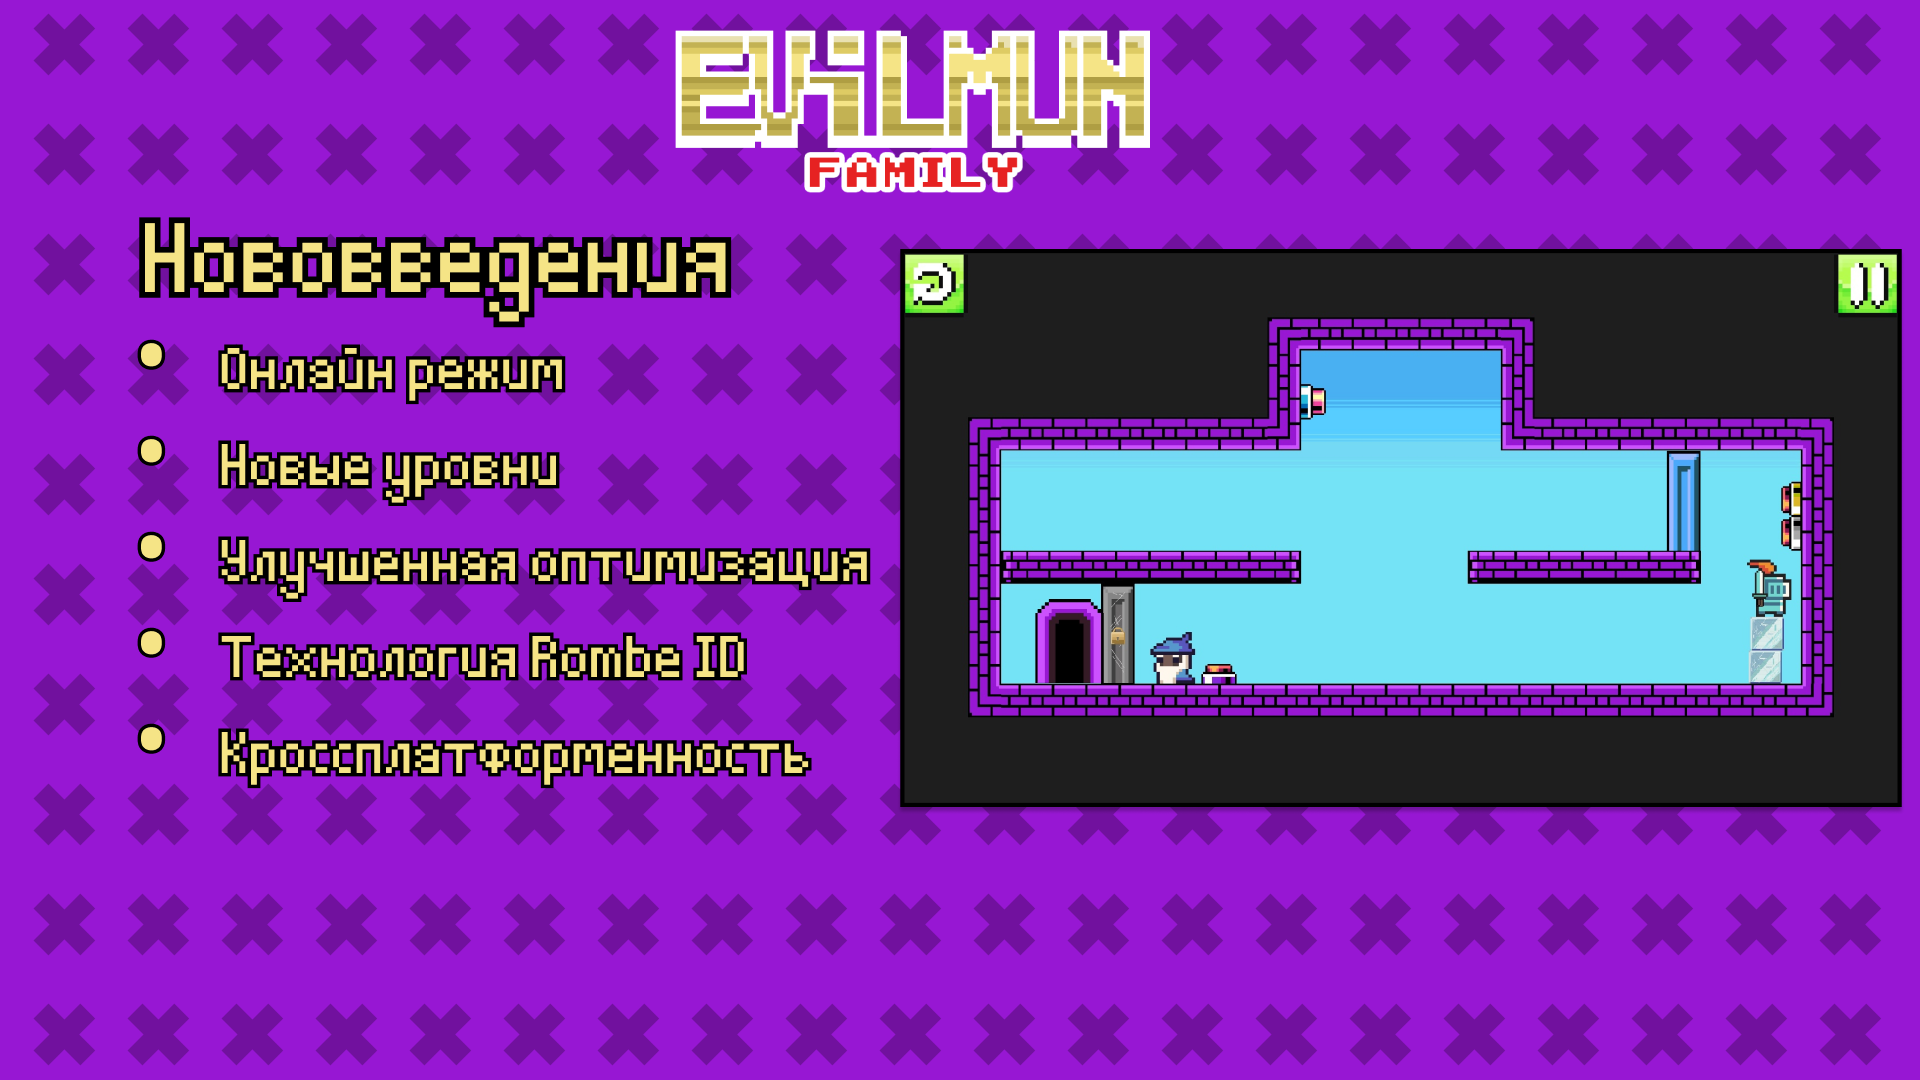 EViLMUN
FAMILY
Нововведения
Онлайн режим
Новые уровни
Улучшенная оптимизация
Технология Rombe ID
Кроссплатформенность